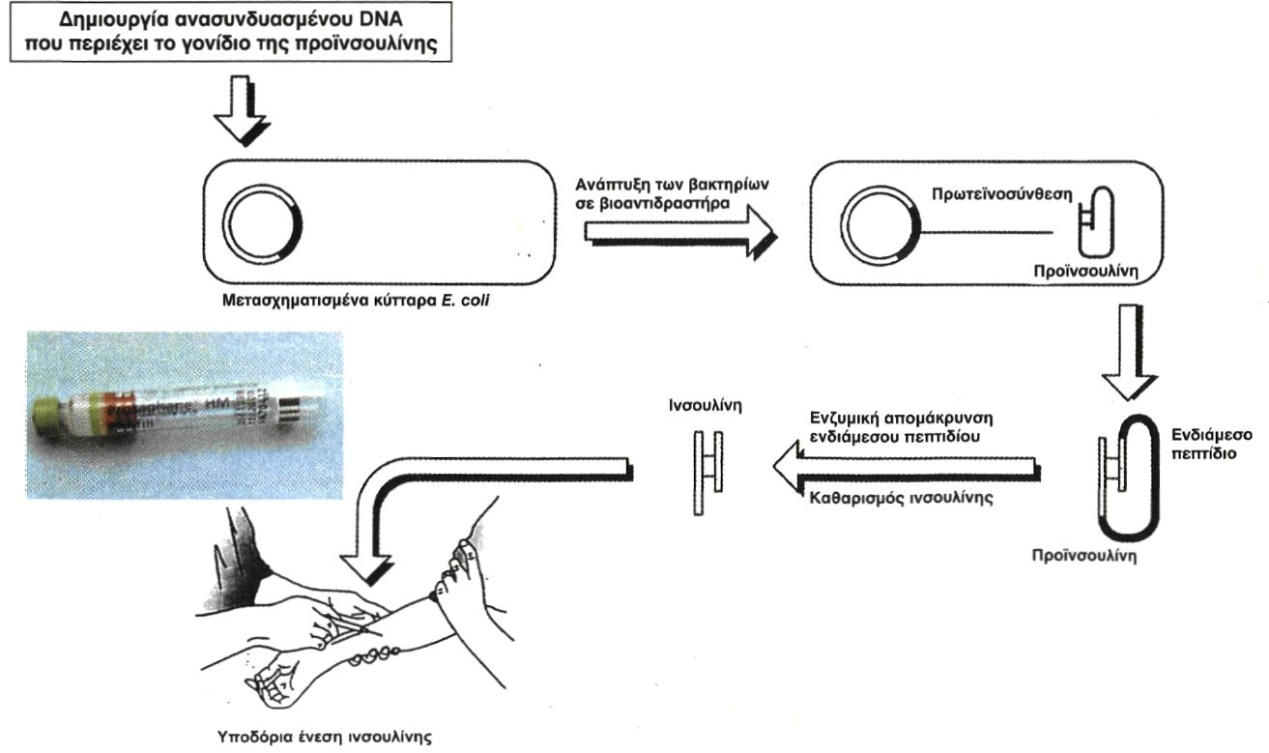 Δημιουργία ανασυνδυασμένου DNA
που περιέχει το γονίδιο της προϊνσουλίνης
Ανάπτυξη των βακτηρίων
σε βιοαντιδραστήρα
Πρωτεϊνοσύνθεση
Προϊνσουλίνη
Μετασχηματισμένα κύτταρα E. coli
Ινσουλίνη
Ενζυμική απομάκρυνση
ενδιάμεσου πεπτιδίου
Καθαρισμός ινσουλίνης
Ενδιάμεσο
πεπτίδιο
Προϊνσουλίνη
HM
Υποδόρια ένεση ινσουλίνης